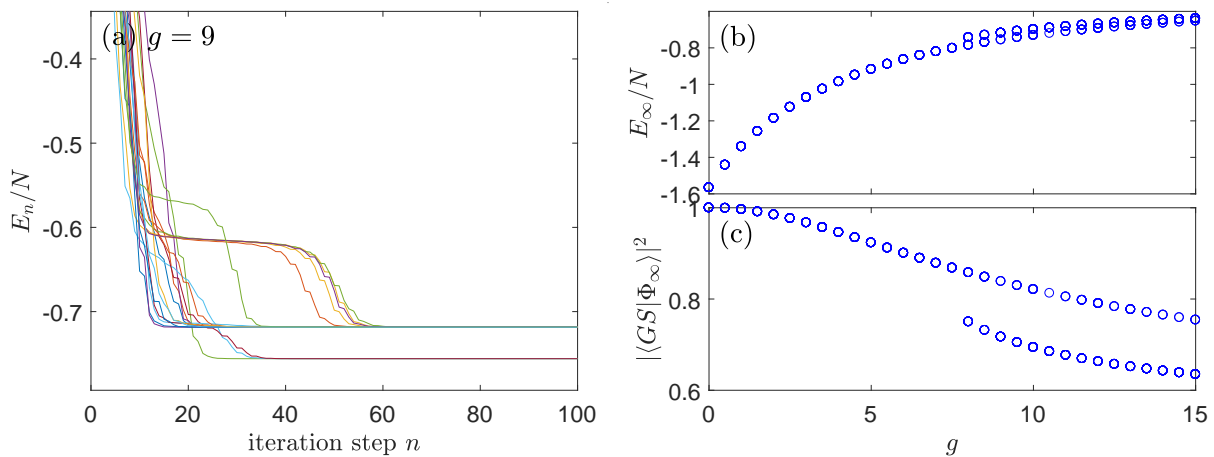 (a) g = 9
-0.4
-0.5
-0.6
-0.7
E_n/N
0 20 40 60 80 100
iteration step n
(b)
-0.8
-1
-1.2
-1.4
-1.6
E_∞/N
(c)
1
0.8
0.6
|⟨GS|Φ_∞⟩|^2
0 5 10 15
g